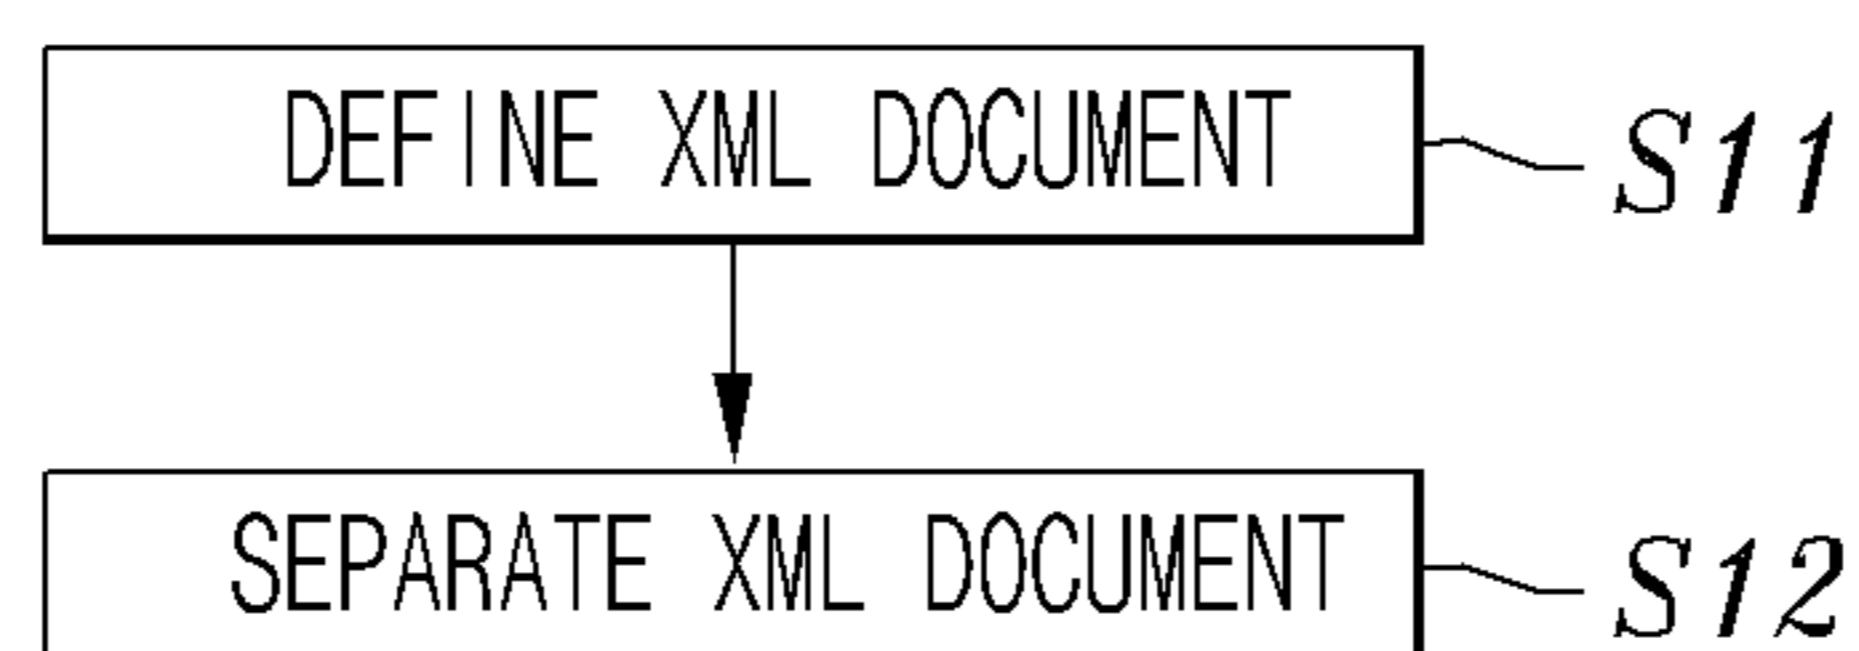 DEFINE XML DOCUMENT S11
SEPARATE XML DOCUMENT S12